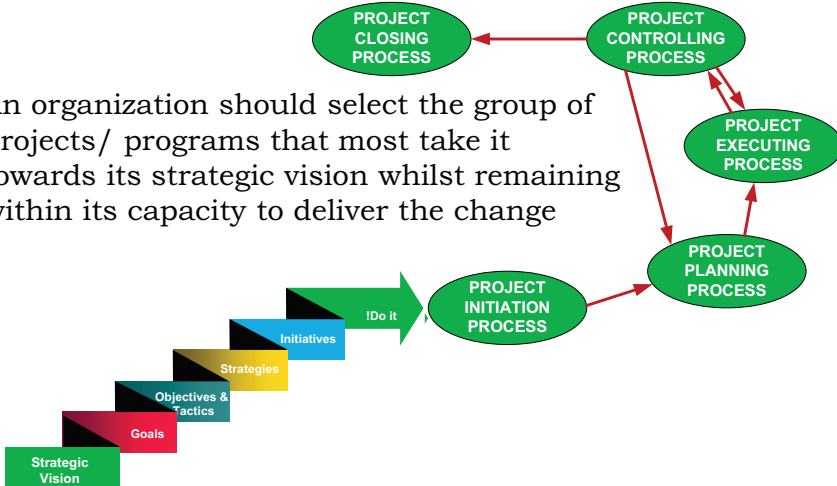 PROJECT
CLOSING
PROCESS
PROJECT
CONTROLLING
PROCESS
n organization should select the group of
rojects/ programs that most take it
owards its strategic vision whilst remaining
within its capacity to deliver the change
PROJECT
EXECUTING
PROCESS
PROJECT
PLANNING
PROCESS
PROJECT
INITIATION
PROCESS
!Do it
Initiatives
Strategies
Objectives &
Tactics
Goals
Strategic
Vision